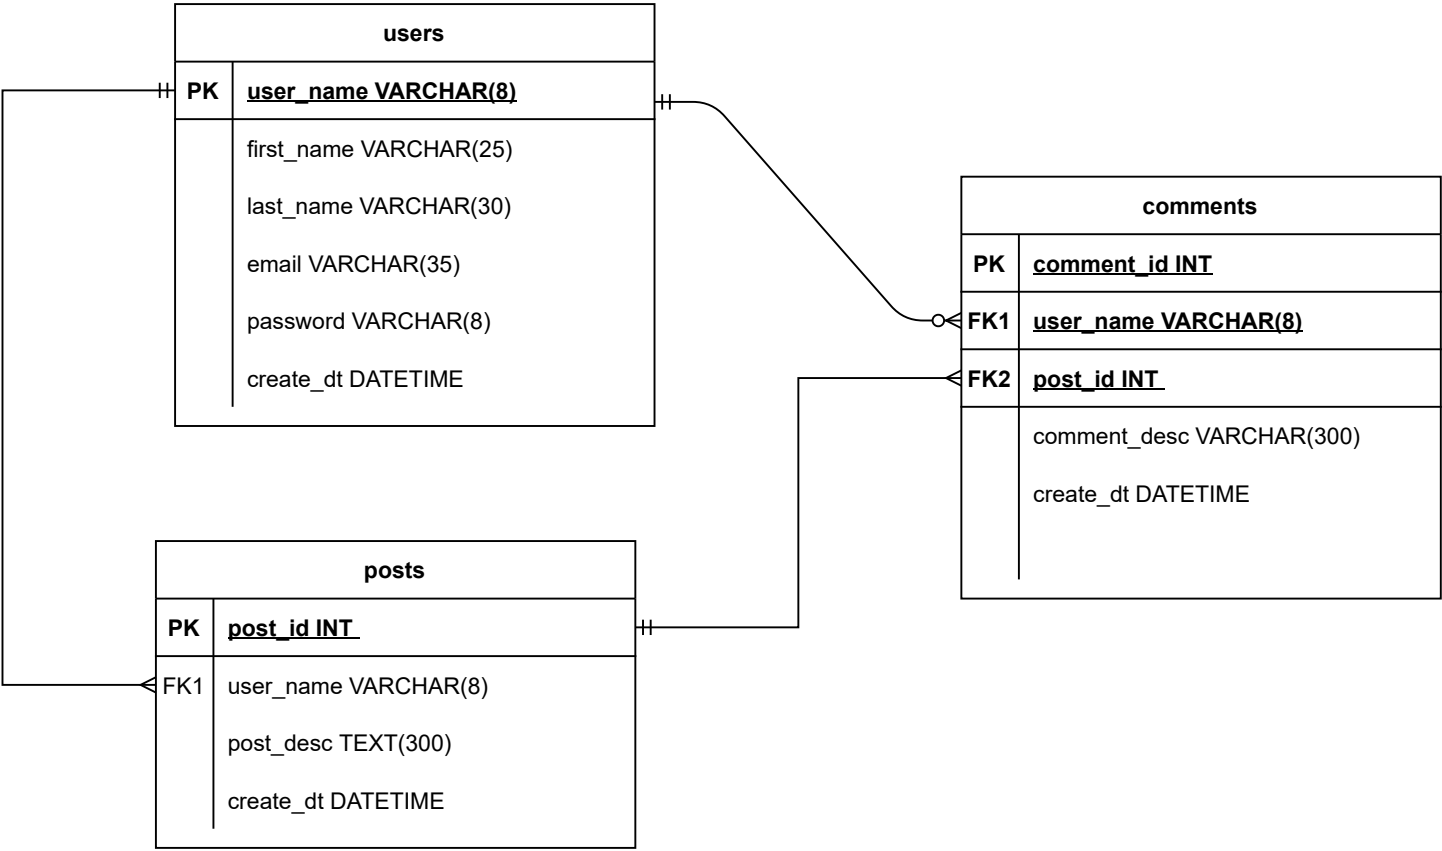 users
PK user_name VARCHAR(8)
first_name VARCHAR(25)
last_name VARCHAR(30)
email VARCHAR(35)
password VARCHAR(8)
create_dt DATETIME
comments
PK comment_id INT
FK1 user_name VARCHAR(8)
FK2 post_id INT
comment_desc VARCHAR(300)
create_dt DATETIME
posts
PK post_id INT
FK1 user_name VARCHAR(8)
post_desc TEXT(300)
create_dt DATETIME